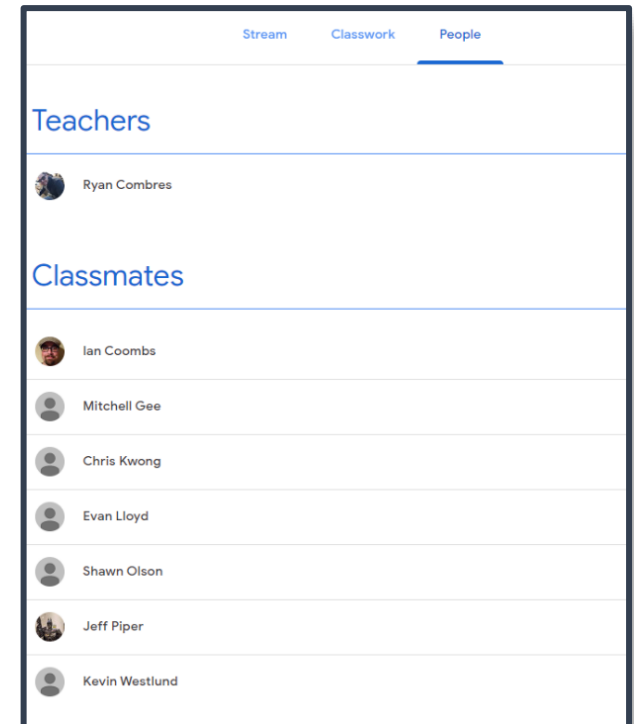 Stream Classwork People
Teachers
Ryan Combres
Classmates
Ian Coombs
Mitchell Gee
Chris Kwong
Evan Lloyd
Shawn Olson
Jeff Piper
Kevin Westlund